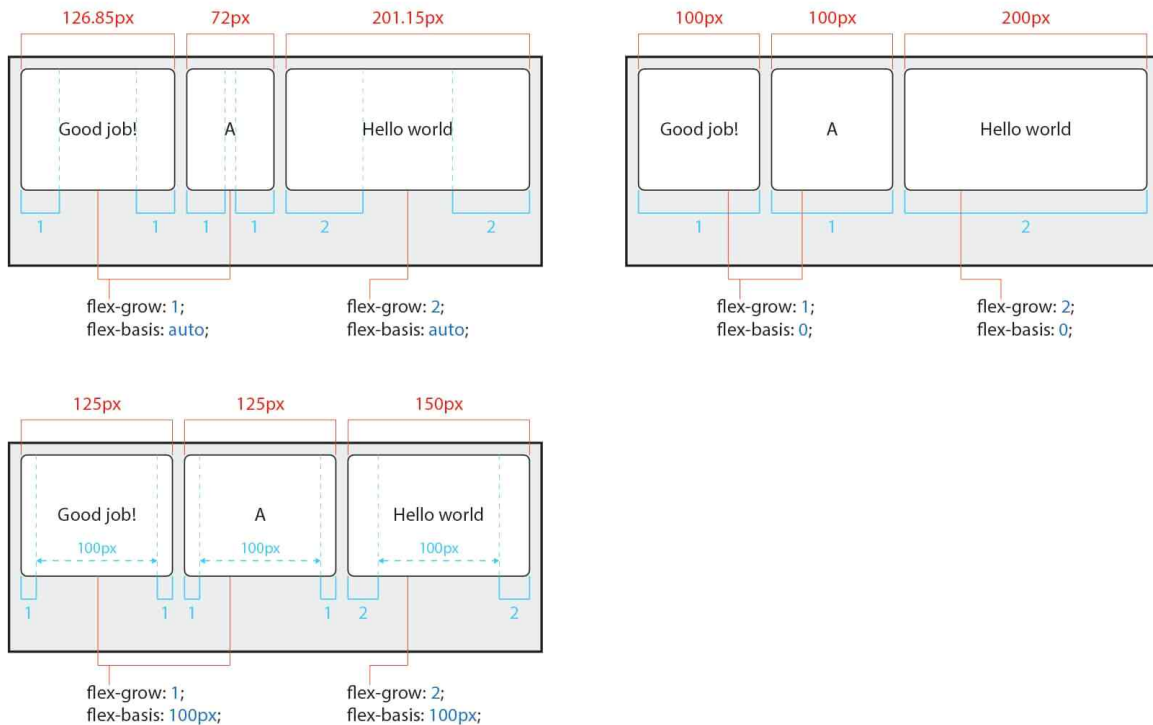 126.85px 72px 201.15px
Good job! A Hello world
1 1 1 1 2 2
flex-grow: 1; flex-grow: 2;
flex-basis: auto; flex-basis: auto;
100px 100px 200px
Good job! A Hello world
1 1 2
flex-grow: 1; flex-grow: 2;
flex-basis: 0; flex-basis: 0;
125px 125px 150px
Good job! A Hello world
100px 100px 100px
1 1 1 1 2 2
flex-grow: 1; flex-grow: 2;
flex-basis: 100px; flex-basis: 100px;